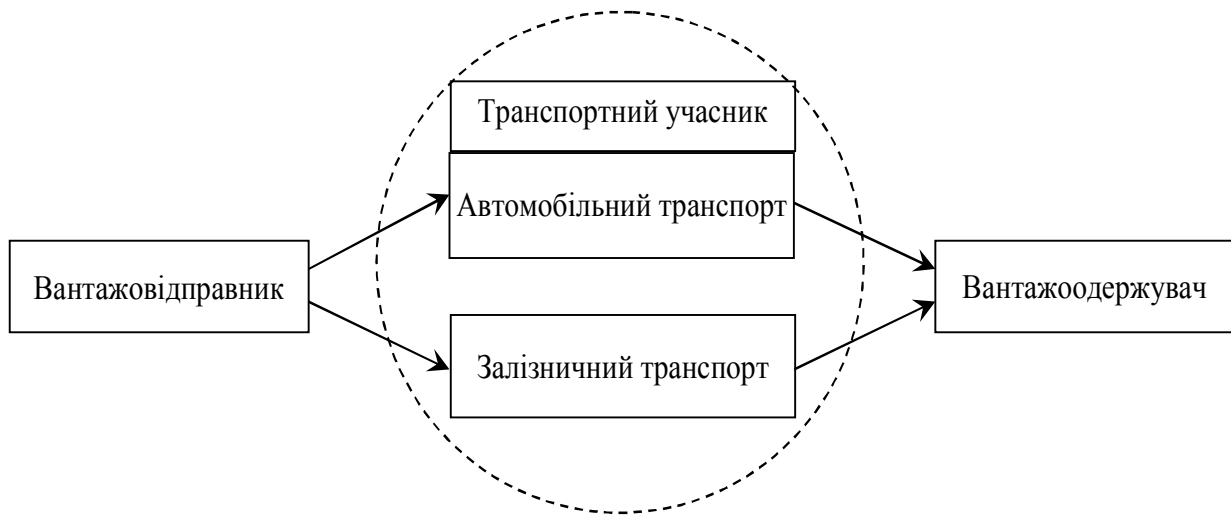 Транспортний учасник
Автомобільний транспорт
Вантажовідправник
Вантажоодержувач
Залізничний транспорт